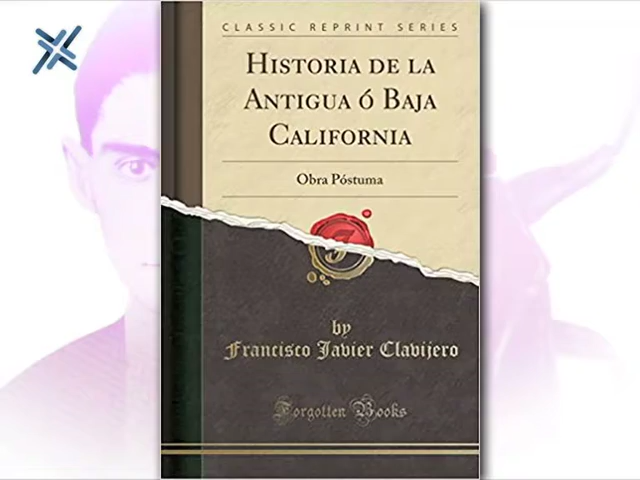 CLASSIC REPRINT SERIES
HISTORIA DE LA
ANTIGUA Ó BAJA
CALIFORNIA
Obra Póstuma
by
Francisco Javier Clavijero
Forgotten Books